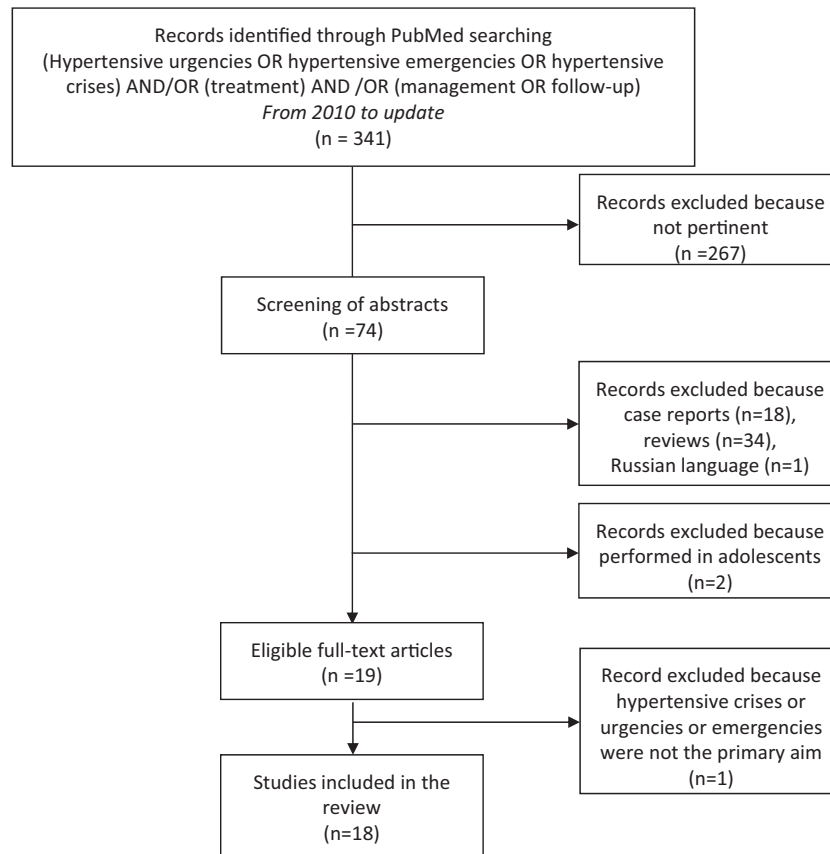 Records identified through PubMed searching
(Hypertensive urgencies OR hypertensive emergencies OR hypertensive
crises) AND/OR (treatment) AND /OR (management OR follow-up)
From 2010 to update
(n = 341)
Records excluded because
not pertinent
(n =267)
Screening of abstracts
(n =74)
Records excluded because
case reports (n=18),
reviews (n=34),
Russian language (n=1)
Records excluded because
performed in adolescents
(n=2)
Eligible full-text articles
(n =19)
Record excluded because
hypertensive crises or
urgencies or emergencies
were not the primary aim
(n=1)
Studies included in the
review
(n=18)